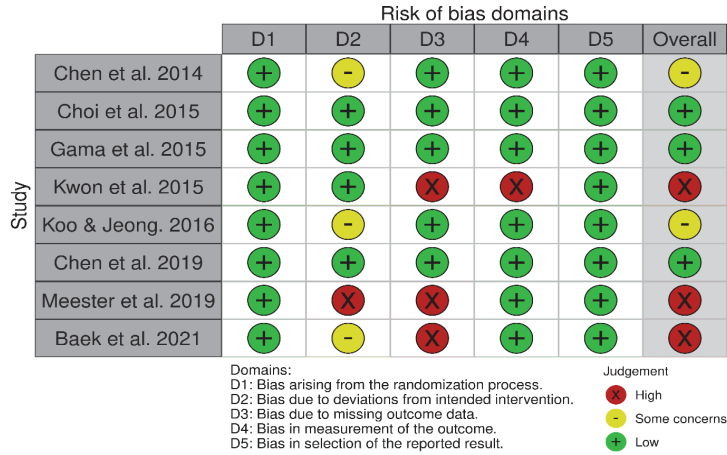 Risk of bias domains
D1 D2 D3 D4 D5 Overall
Study
Chen et al. 2014 + - + + + -
Choi et al. 2015 + + + + + +
Gama et al. 2015 + + + + + +
Kwon et al. 2015 + + X X + X
Koo & Jeong. 2016 + - + + + -
Chen et al. 2019 + + + + + +
Meester et al. 2019 + X X + + X
Baek et al. 2021 + - X + + X
Domains:
D1: Bias arising from the randomization process.
D2: Bias due to deviations from intended intervention.
D3: Bias due to missing outcome data.
D4: Bias in measurement of the outcome.
D5: Bias in selection of the reported result.
Judgement
X High
- Some concerns
+ Low